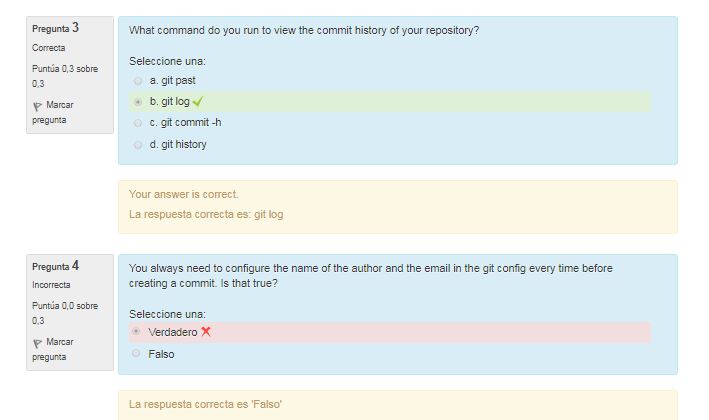 Pregunta 3
Correcta
Puntúa 0,3 sobre
0,3
Marcar
pregunta
What command do you run to view the commit history of your repository?
Seleccione una:
a. git past
b. git log
c. git commit -h
d. git history
Your answer is correct.
La respuesta correcta es: git log
Pregunta 4
Incorrecta
Puntúa 0,0 sobre
0,3
Marcar
pregunta
You always need to configure the name of the author and the email in the git config every time before
creating a commit. Is that true?
Seleccione una:
Verdadero
Falso
La respuesta correcta es 'Falso'